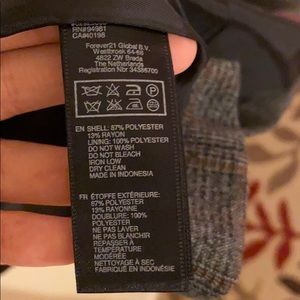 RN#94981
CA#40198
Forever21 Global B.V.
Westbroek 64-66
4822 ZW Breda
The Netherlands
Registration Nbr 34386700
EN SHELL: 87% POLYESTER
13% RAYON
LINING: 100% POLYESTER
DO NOT WASH
DO NOT BLEACH
IRON LOW
DRY CLEAN
MADE IN INDONESIA
FR ÉTOFFE EXTÉRIEURE:
87% POLYESTER
13% RAYONNE
DOUBLURE: 100%
POLYESTER
NE PAS LAVER
NE PAS BLANCHIR
REPASSER À
TEMPÉRATURE
MODÉRÉE
NETTOYAGE À SEC
FABRIQUÉ EN INDONÉSIE